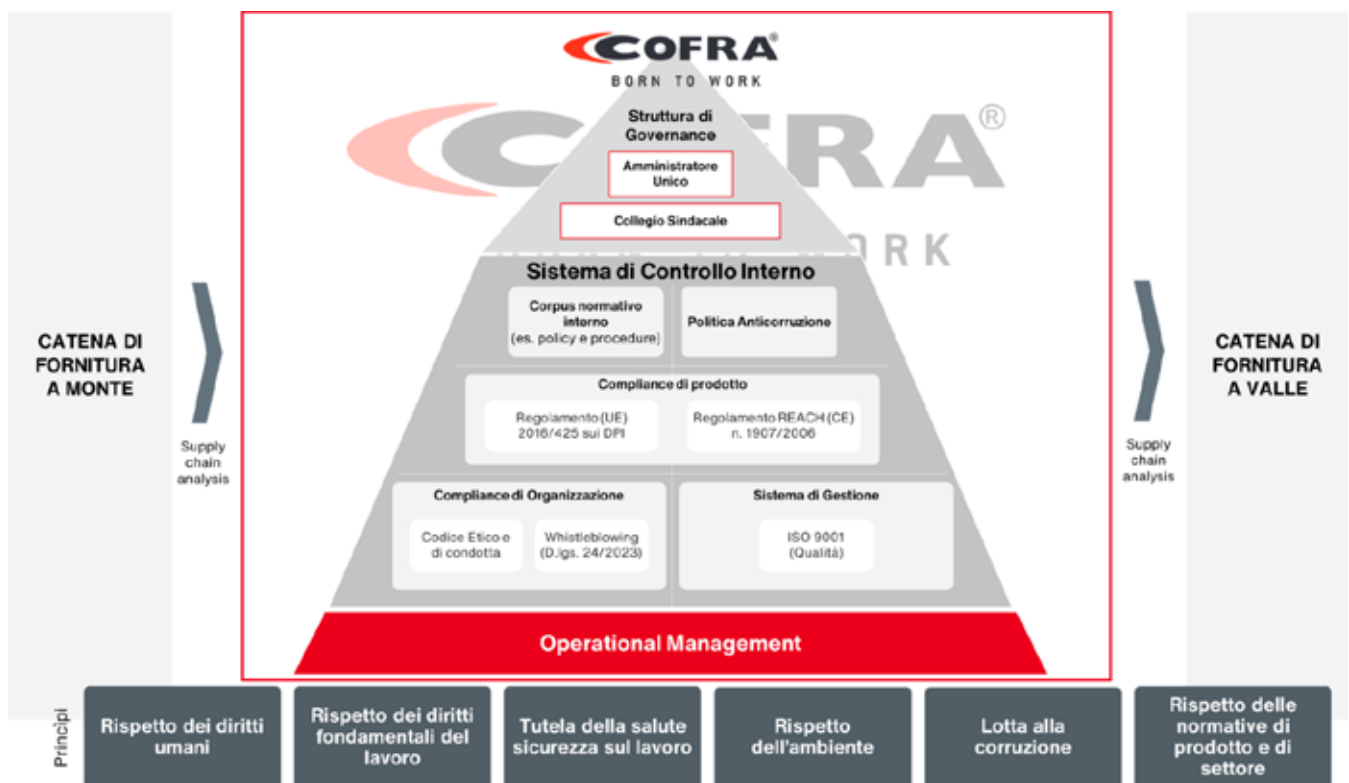 COFRA®
BORN TO WORK
COFRA®
BORN TO WORK
Struttura di
Governance
Amministratore
Unico
Collegio Sindacale
Sistema di Controllo Interno
Corpus normativo
interno
(es. policy e procedure)
Politica Anticorruzione
Compliance di prodotto
Regolamento (UE)
2016/425 sui DPI
Regolamento REACH (CE)
n. 1907/2006
Compliance di Organizzazione
Codice Etico e
di condotta
Whistleblowing
(D.lgs. 24/2023)
Sistema di Gestione
ISO 9001
(Qualità)
Operational Management
CATENA DI
FORNITURA
A MONTE
Supply
chain
analysis
Supply
chain
analysis
CATENA DI
FORNITURA
A VALLE
Principi
Rispetto dei diritti
umani
Rispetto dei diritti
fondamentali del
lavoro
Tutela della salute
sicurezza sul lavoro
Rispetto
dell'ambiente
Lotta alla
corruzione
Rispetto delle
normative di
prodotto e di
settore